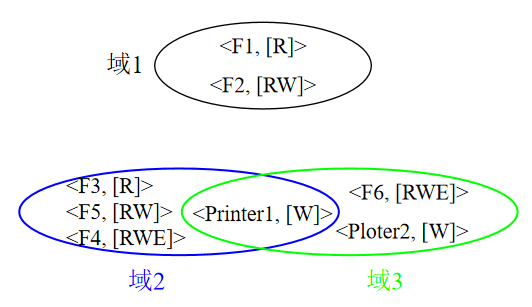 <F1, [R]>
域1
<F2, [RW]>
<F3, [R]>
<F5, [RW]>
<F4, [RWE]>
<Printer1, [W]>
<F6, [RWE]>
<Ploter2, [W]>
域2
域3